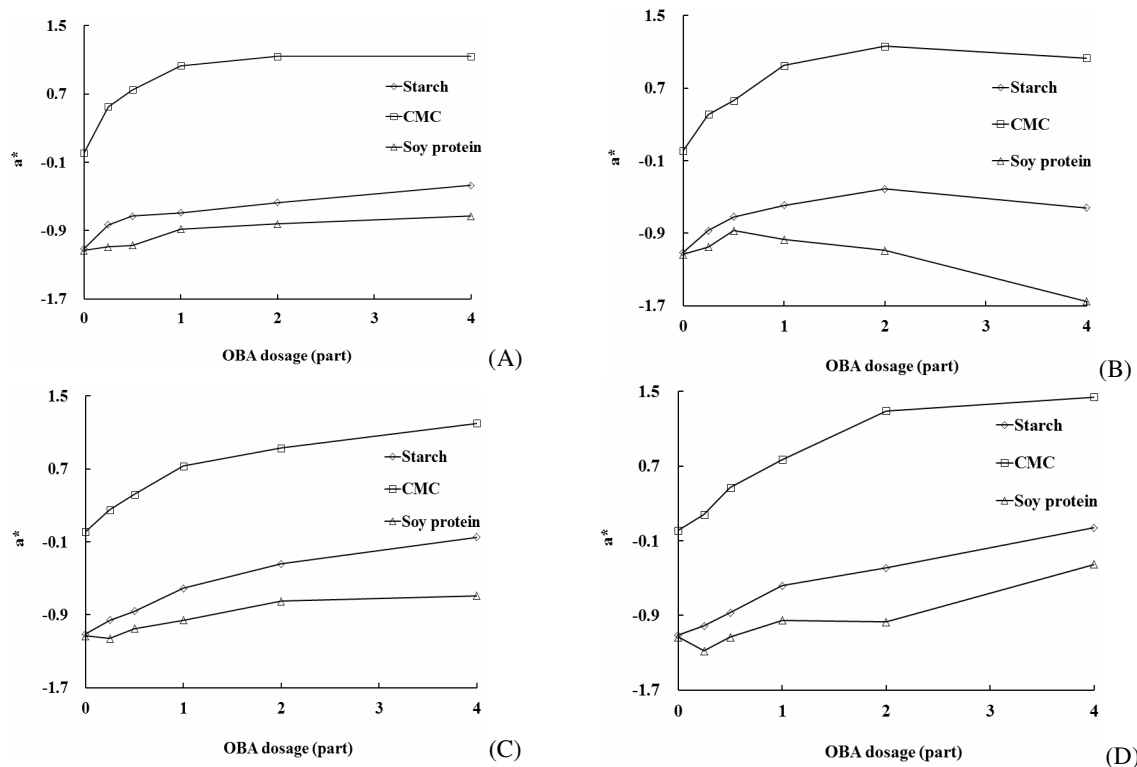 1.5
0.7
-0.1
-0.9
-1.7
a*
0 1 2 3 4
OBA dosage (part)
Starch
CMC
Soy protein
(A)
1.5
0.7
-0.1
-0.9
-1.7
a*
0 1 2 3 4
OBA dosage (part)
Starch
CMC
Soy protein
(B)
1.5
0.7
-0.1
-0.9
-1.7
a*
0 1 2 3 4
OBA dosage (part)
Starch
CMC
Soy protein
(C)
1.5
0.7
-0.1
-0.9
-1.7
a*
0 1 2 3 4
OBA dosage (part)
Starch
CMC
Soy protein
(D)